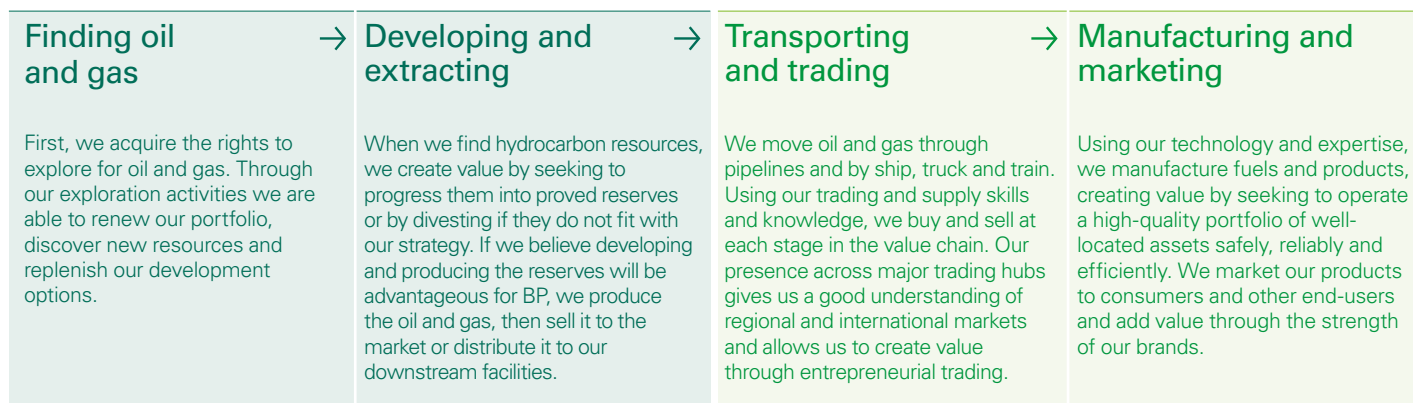 Finding oil
and gas
→
First, we acquire the rights to
explore for oil and gas. Through
our exploration activities we are
able to renew our portfolio,
discover new resources and
replenish our development
options.
Developing and
extracting
→
When we find hydrocarbon resources,
we create value by seeking to
progress them into proved reserves
or by divesting if they do not fit with
our strategy. If we believe developing
and producing the reserves will be
advantageous for BP, we produce
the oil and gas, then sell it to the
market or distribute it to our
downstream facilities.
Transporting
and trading
→
We move oil and gas through
pipelines and by ship, truck and train.
Using our trading and supply skills
and knowledge, we buy and sell at
each stage in the value chain. Our
presence across major trading hubs
gives us a good understanding of
regional and international markets
and allows us to create value
through entrepreneurial trading.
Manufacturing and
marketing
Using our technology and expertise,
we manufacture fuels and products,
creating value by seeking to operate
a high-quality portfolio of well-
located assets safely, reliably and
efficiently. We market our products
to consumers and other end-users
and add value through the strength
of our brands.